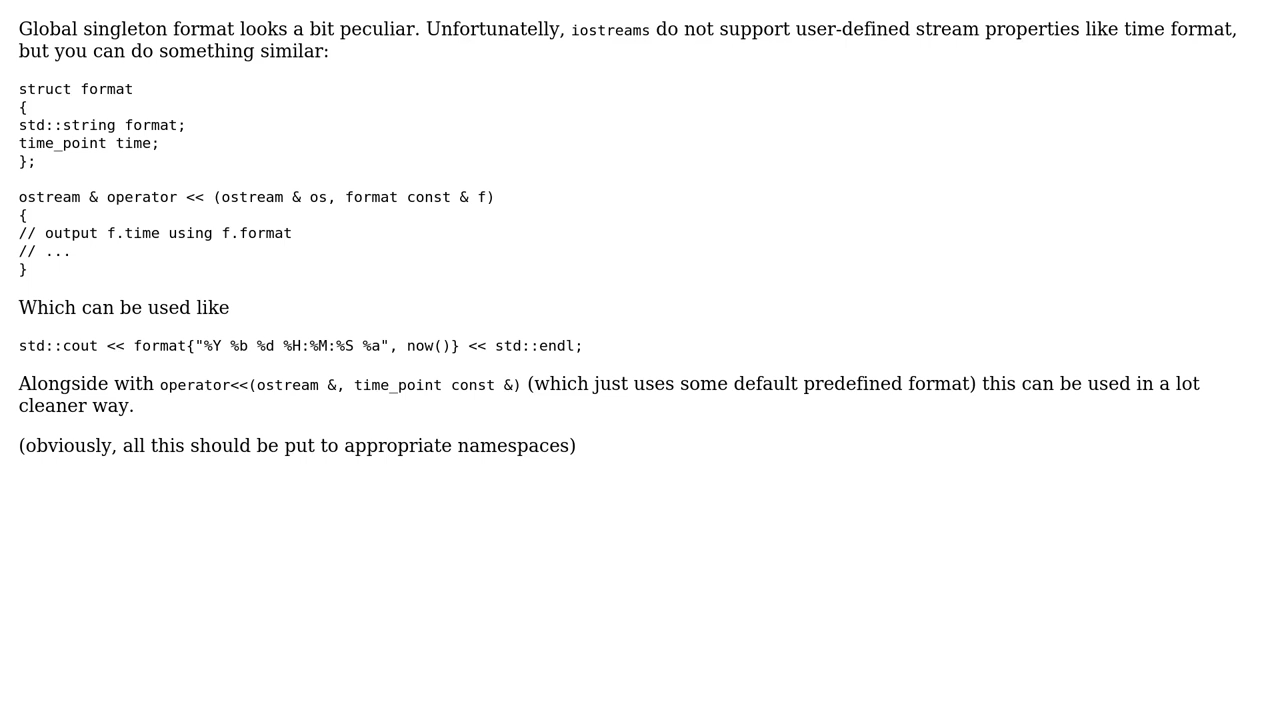 Global singleton format looks a bit peculiar. Unfortunatelly, iostreams do not support user-defined stream properties like time format,
but you can do something similar:
struct format
{
std::string format;
time_point time;
};
ostream & operator << (ostream & os, format const & f)
{
// output f.time using f.format
// ...
}
Which can be used like
std::cout << format{"%Y %b %d %H:%M:%S %a", now()} << std::endl;
Alongside with operator<<(ostream &, time_point const &) (which just uses some default predefined format) this can be used in a lot
cleaner way.
(obviously, all this should be put to appropriate namespaces)